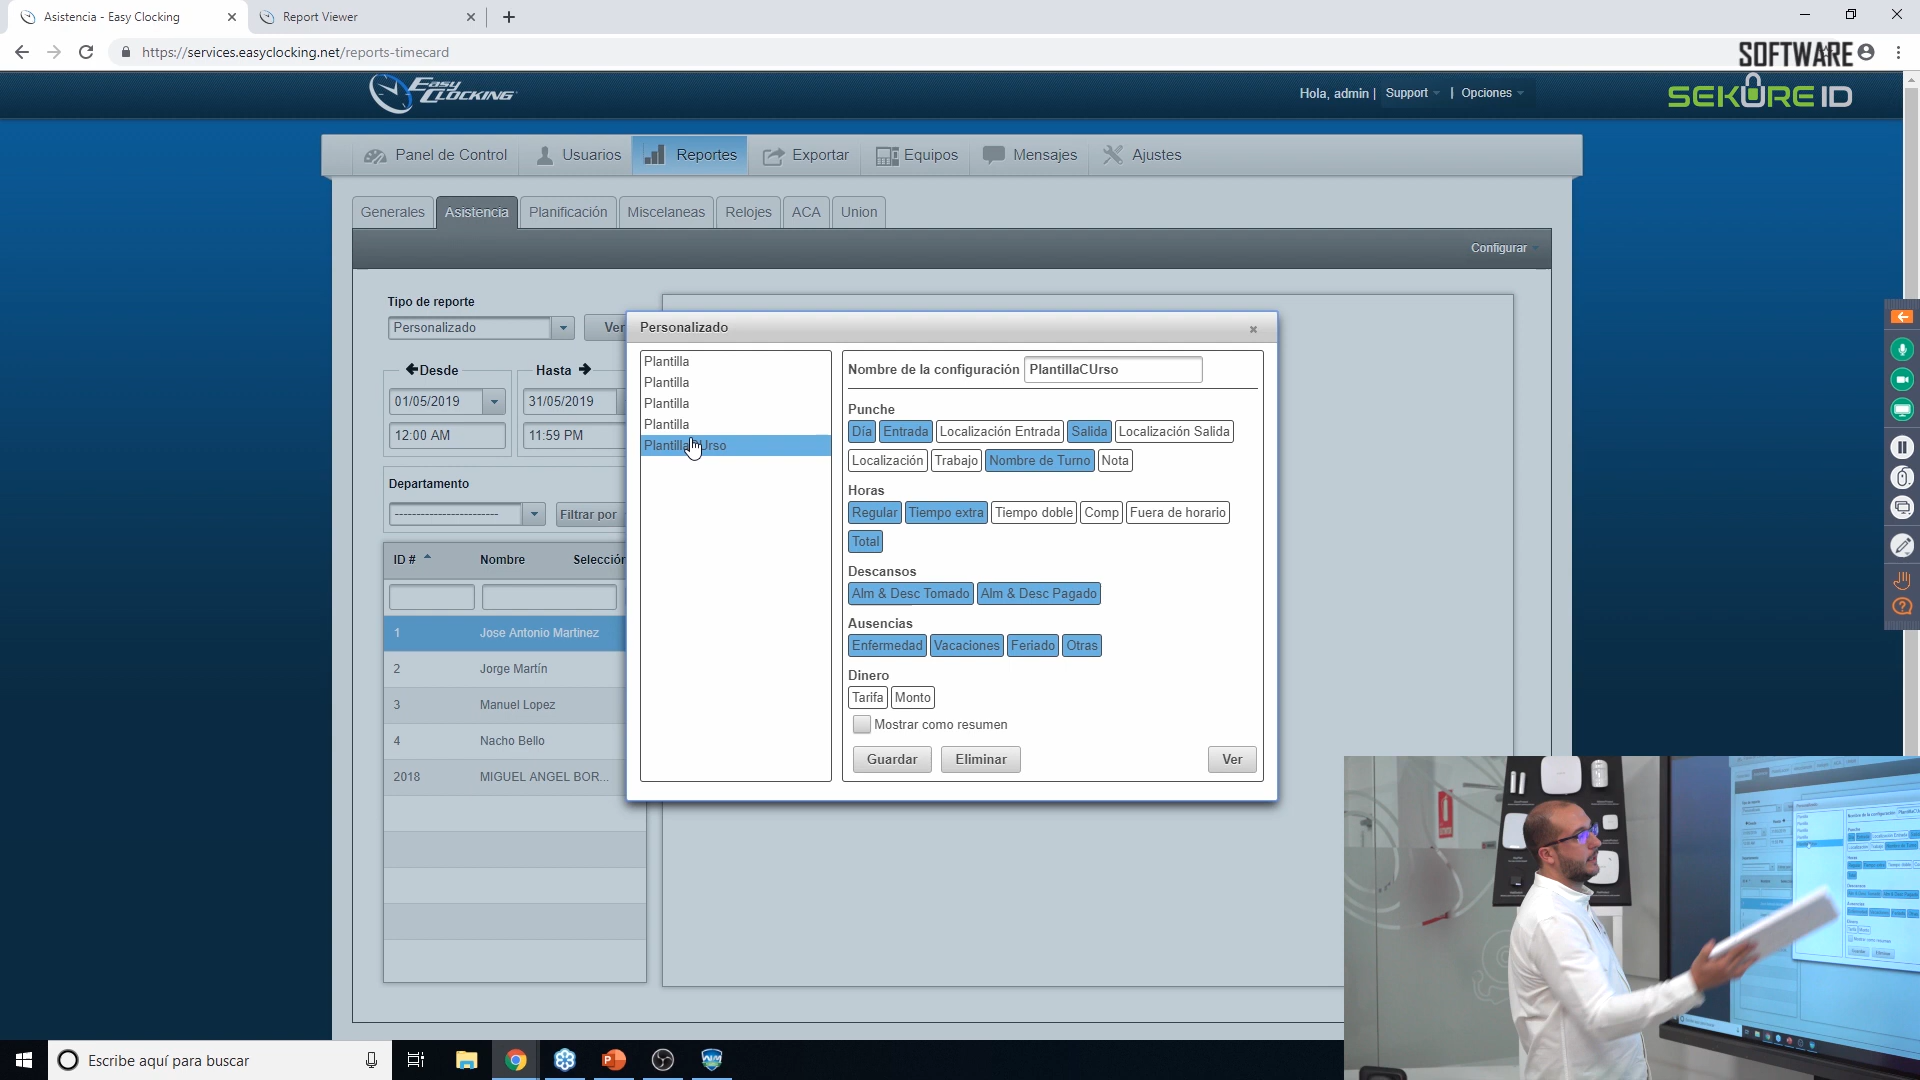 Asistencia - Easy Clocking
Report Viewer
https://services.easyclocking.net/reports-timecard
SOFTWARE
EASY CLOCKING
Hola, admin | Support | Opciones
SEKUREID
Panel de Control Usuarios Reportes Exportar Equipos Mensajes Ajustes
Generales Asistencia Planificación Miscelaneas Relojes ACA Union
Configurar
Tipo de reporte
Personalizado
Ver
Desde Hasta
01/05/2019 31/05/2019
12:00 AM 11:59 PM
Departamento
------------------------
Filtrar por
ID # Nombre Selección
1 Jose Antonio Martinez
2 Jorge Martín
3 Manuel Lopez
4 Nacho Bello
2018 MIGUEL ANGEL BOR...
Personalizado
Plantilla
Plantilla
Plantilla
Plantilla
PlantillaCUrso
Nombre de la configuración PlantillaCUrso
Punche
Día Entrada Localización Entrada Salida Localización Salida
Localización Trabajo Nombre de Turno Nota
Horas
Regular Tiempo extra Tiempo doble Comp Fuera de horario
Total
Descansos
Alm & Desc Tomado Alm & Desc Pagado
Ausencias
Enfermedad Vacaciones Feriado Otras
Dinero
Tarifa Monto
Mostrar como resumen
Guardar Eliminar Ver
Escribe aquí para buscar